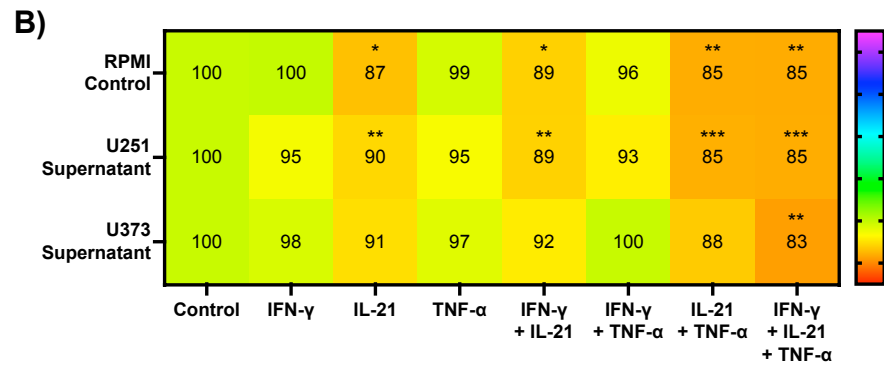 B)
RPMI
Control
* * ** **
100 100 87 99 89 96 85 85
U251
Supernatant
** ** *** ***
100 95 90 95 89 93 85 85
U373
Supernatant
**
100 98 91 97 92 100 88 83
Control IFN-γ IL-21 TNF-α IFN-γ IFN-γ IL-21 IFN-γ
+ IL-21 + TNF-α + TNF-α + IL-21
+ TNF-α